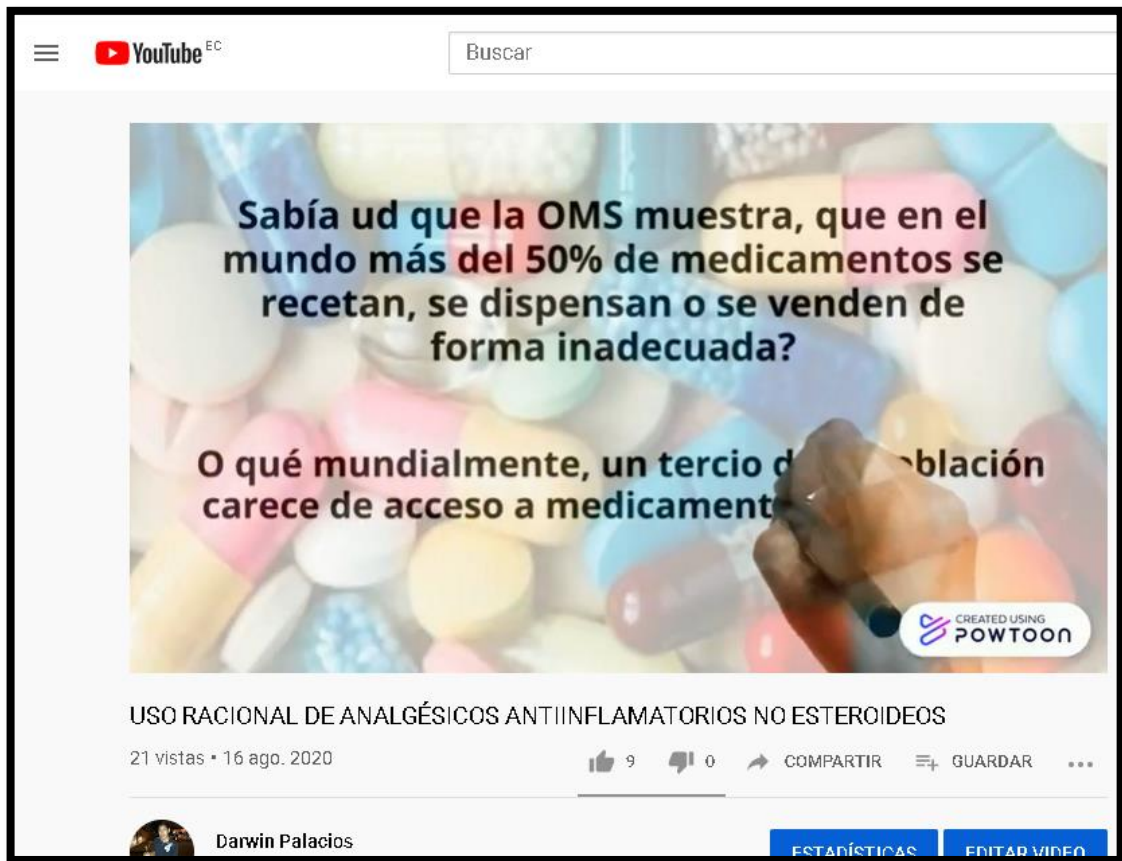 YouTube EC
Buscar
Sabía ud que la OMS muestra, que en el
mundo más del 50% de medicamentos se
recetan, se dispensan o se venden de
forma inadecuada?
O qué mundialmente, un tercio blación
carece de acceso a medicament
CREATED USING
POWTOON
USO RACIONAL DE ANALGÉSICOS ANTIINFLAMATORIOS NO ESTEROIDEOS
21 vistas • 16 ago. 2020
9 0 COMPARTIR GUARDAR
Darwin Palacios
ESTADÍSTICAS EDITAR VIDEO